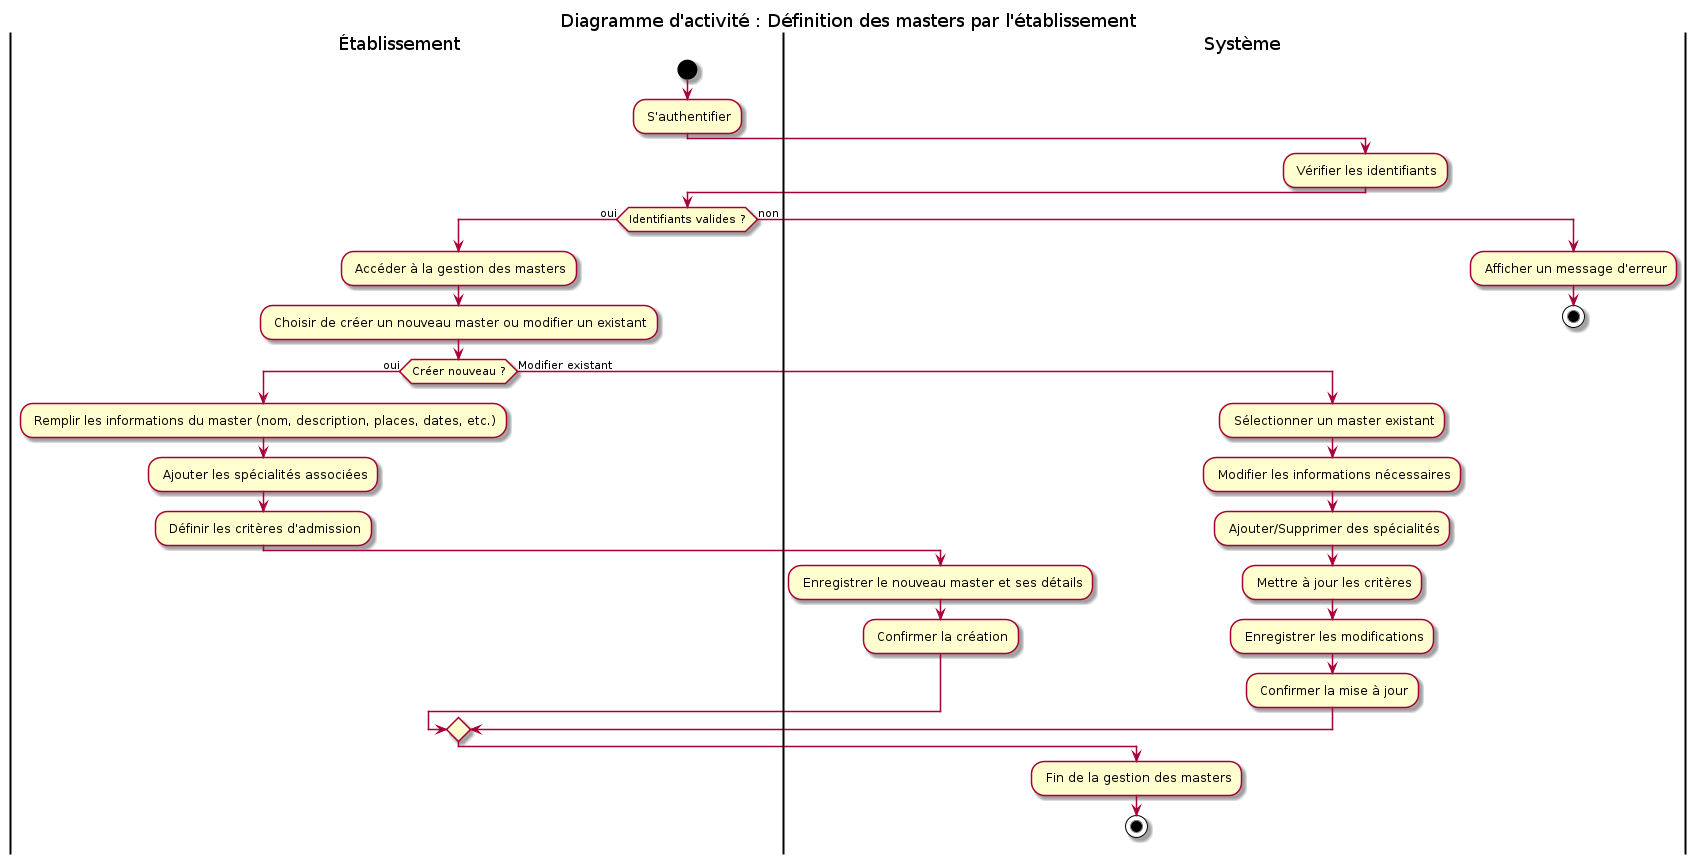 Diagramme d'activité : Définition des masters par l'établissement
Établissement
Système
S'authentifier
Vérifier les identifiants
oui
Identifiants valides ?
non
Accéder à la gestion des masters
Afficher un message d'erreur
Choisir de créer un nouveau master ou modifier un existant
oui
Créer nouveau ?
Modifier existant
Remplir les informations du master (nom, description, places, dates, etc.)
Sélectionner un master existant
Ajouter les spécialités associées
Modifier les informations nécessaires
Définir les critères d'admission
Ajouter/Supprimer des spécialités
Enregistrer le nouveau master et ses détails
Mettre à jour les critères
Confirmer la création
Enregistrer les modifications
Confirmer la mise à jour
Fin de la gestion des masters